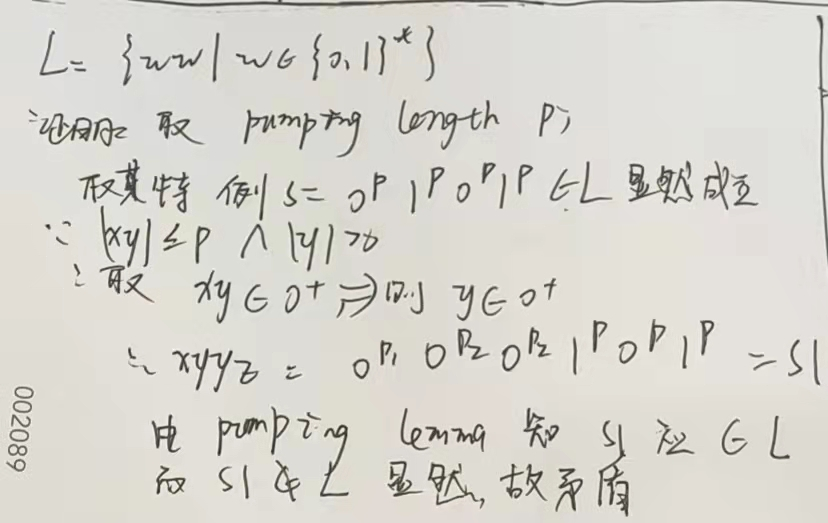 L= {ww | w∈{0,1}*}
证明: 取 pumping length p;
取其特例 s= 0^p 1^p 0^p 1^p ∈L 显然成立
∵ |xy|≤p ∧ |y|>0
∴ 取 xy∈0⁺ ⇒ 则 y∈0⁺
∴ xyyz = 0^{p₁} 0^{p₂} 0^{p₂} 1^p 0^p 1^p = S1
由 pumping lemma 知 S1 应 ∈ L
而 S1 ∉ L 显然, 故矛盾
002089